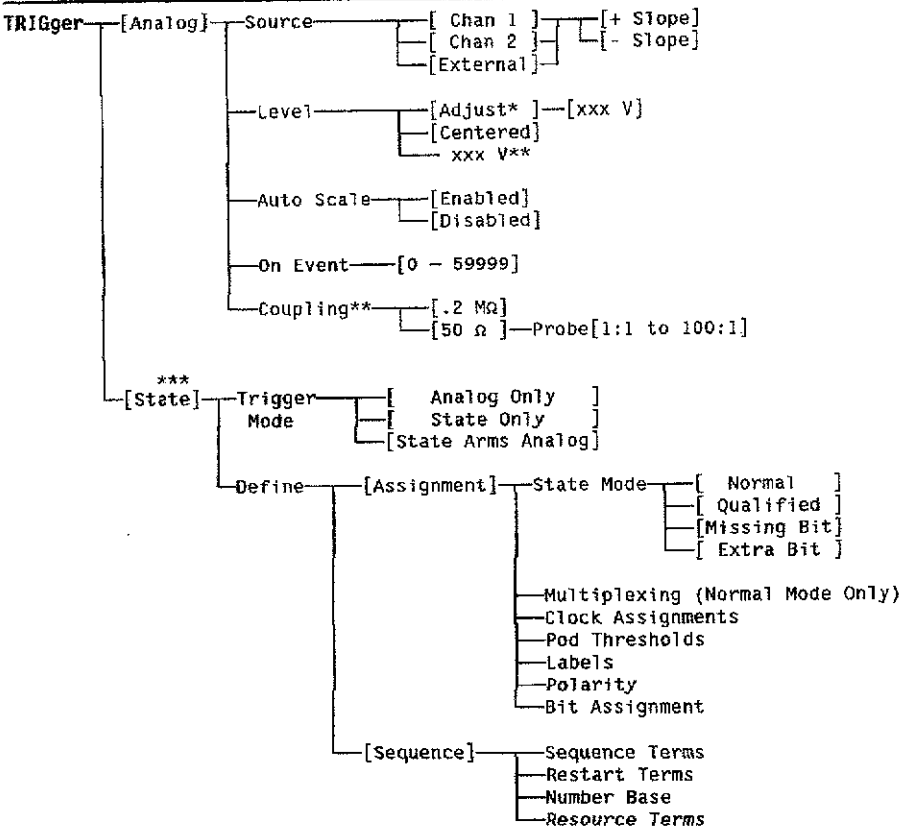 TRIGger [Analog] Source [ Chan 1 ] [+ Slope]
[ Chan 2 ] [- Slope]
[External]
Level [Adjust* ] [xxx V]
[Centered]
xxx V**
Auto Scale [Enabled]
[Disabled]
On Event [0 – 59999]
Coupling** [.2 MΩ]
[50 Ω ] Probe[1:1 to 100:1]
***
[State] Trigger [ Analog Only ]
Mode [ State Only ]
[State Arms Analog]
Define [Assignment] State Mode [ Normal ]
[ Qualified ]
[Missing Bit]
[ Extra Bit ]
Multiplexing (Normal Mode Only)
Clock Assignments
Pod Thresholds
Labels
Polarity
Bit Assignment
[Sequence] Sequence Terms
Restart Terms
Number Base
Resource Terms